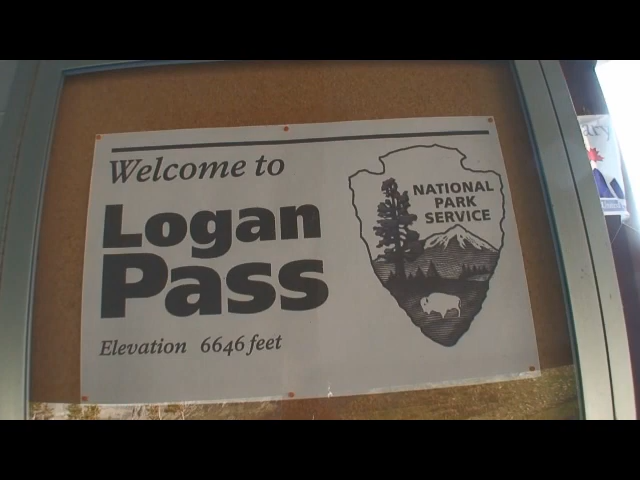 Welcome to
Logan
Pass
Elevation 6646 feet
NATIONAL
PARK
SERVICE